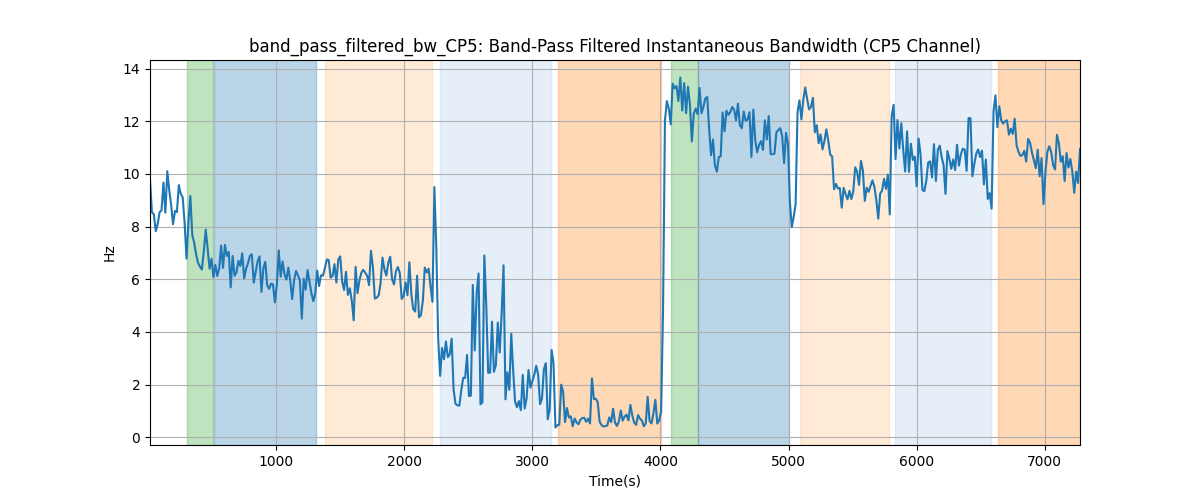 band_pass_filtered_bw_CP5: Band-Pass Filtered Instantaneous Bandwidth (CP5 Channel)
14
12
10
8
6
4
2
0
Hz
1000 2000 3000 4000 5000 6000 7000
Time(s)